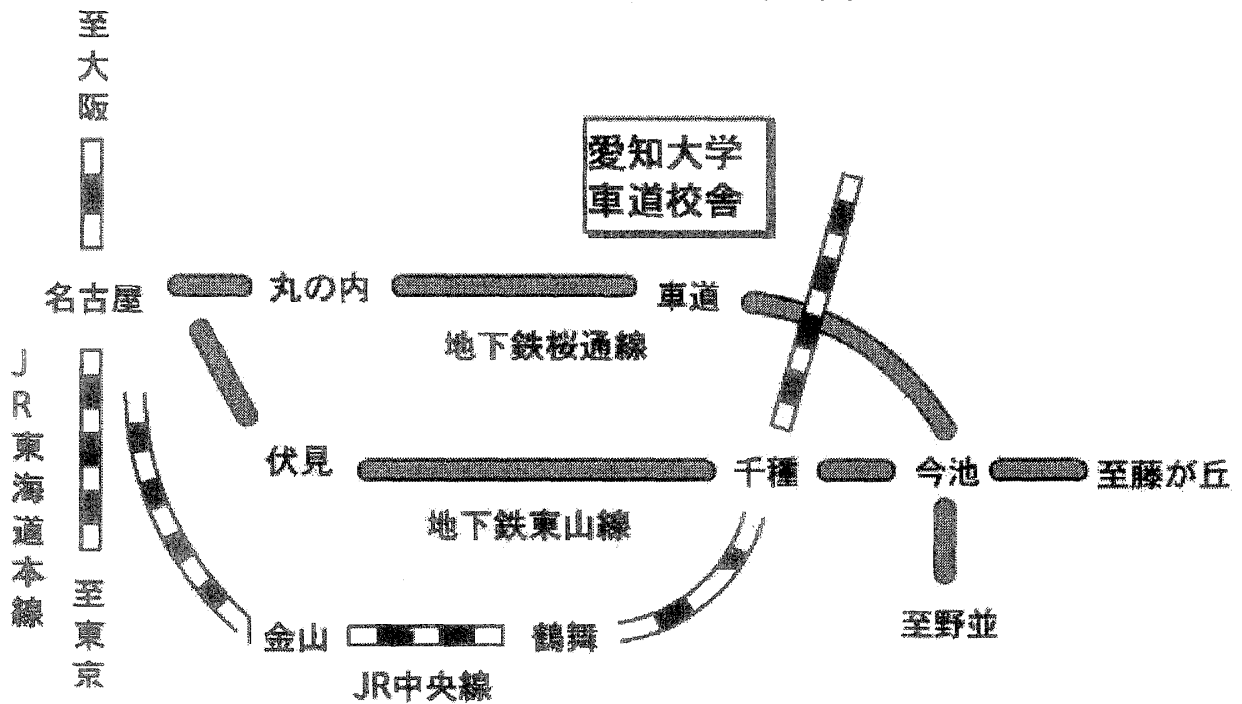 至大阪
愛知大学
車道校舎
名古屋
丸の内
車道
地下鉄桜通線
JR東海道本線
伏見
千種
今池
至藤が丘
地下鉄東山線
至東京
金山
鶴舞
至野並
JR中央線